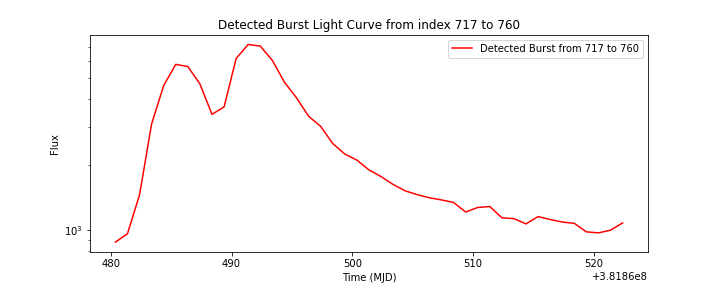 Detected Burst Light Curve from index 717 to 760
Detected Burst from 717 to 760
Flux
10³
480 490 500 510 520
Time (MJD)
+3.8186e8